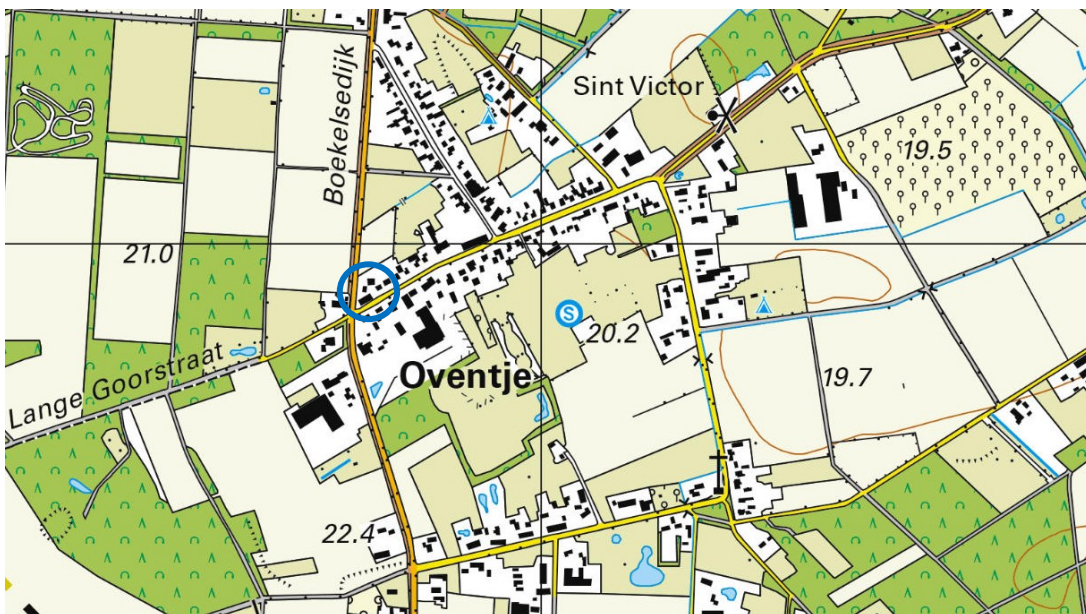 Boekelsedijk
Sint Victor
19.5
21.0
S
20.2
Oventje
19.7
Lange Goorstraat
22.4